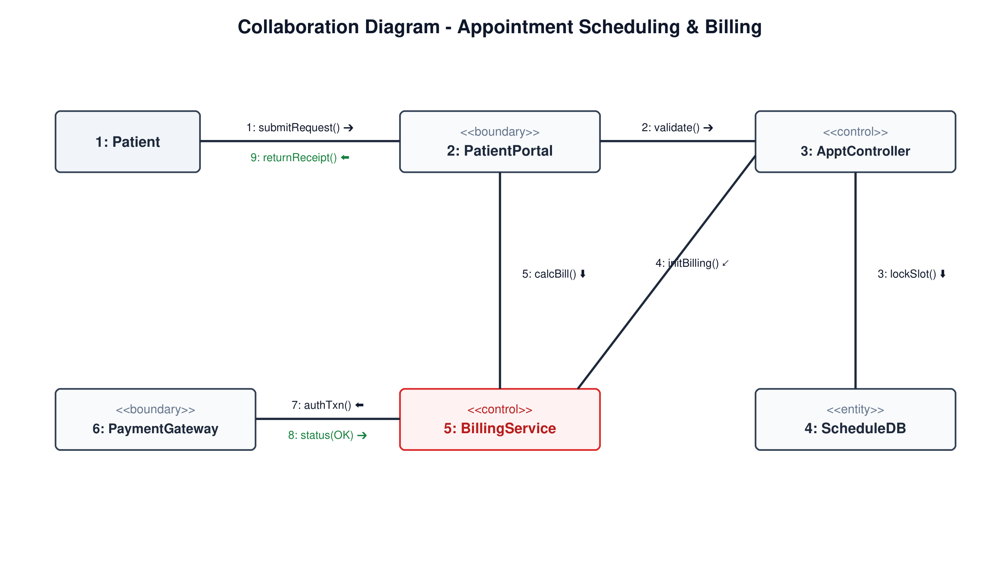 Collaboration Diagram - Appointment Scheduling & Billing
1: Patient
1: submitRequest() ➔
9: returnReceipt() ⬅
<<boundary>>
2: PatientPortal
2: validate() ➔
<<control>>
3: ApptController
4: initBilling() ↙
5: calcBill() ⬇
3: lockSlot() ⬇
<<boundary>>
6: PaymentGateway
7: authTxn() ⬅
8: status(OK) ➔
<<control>>
5: BillingService
<<entity>>
4: ScheduleDB